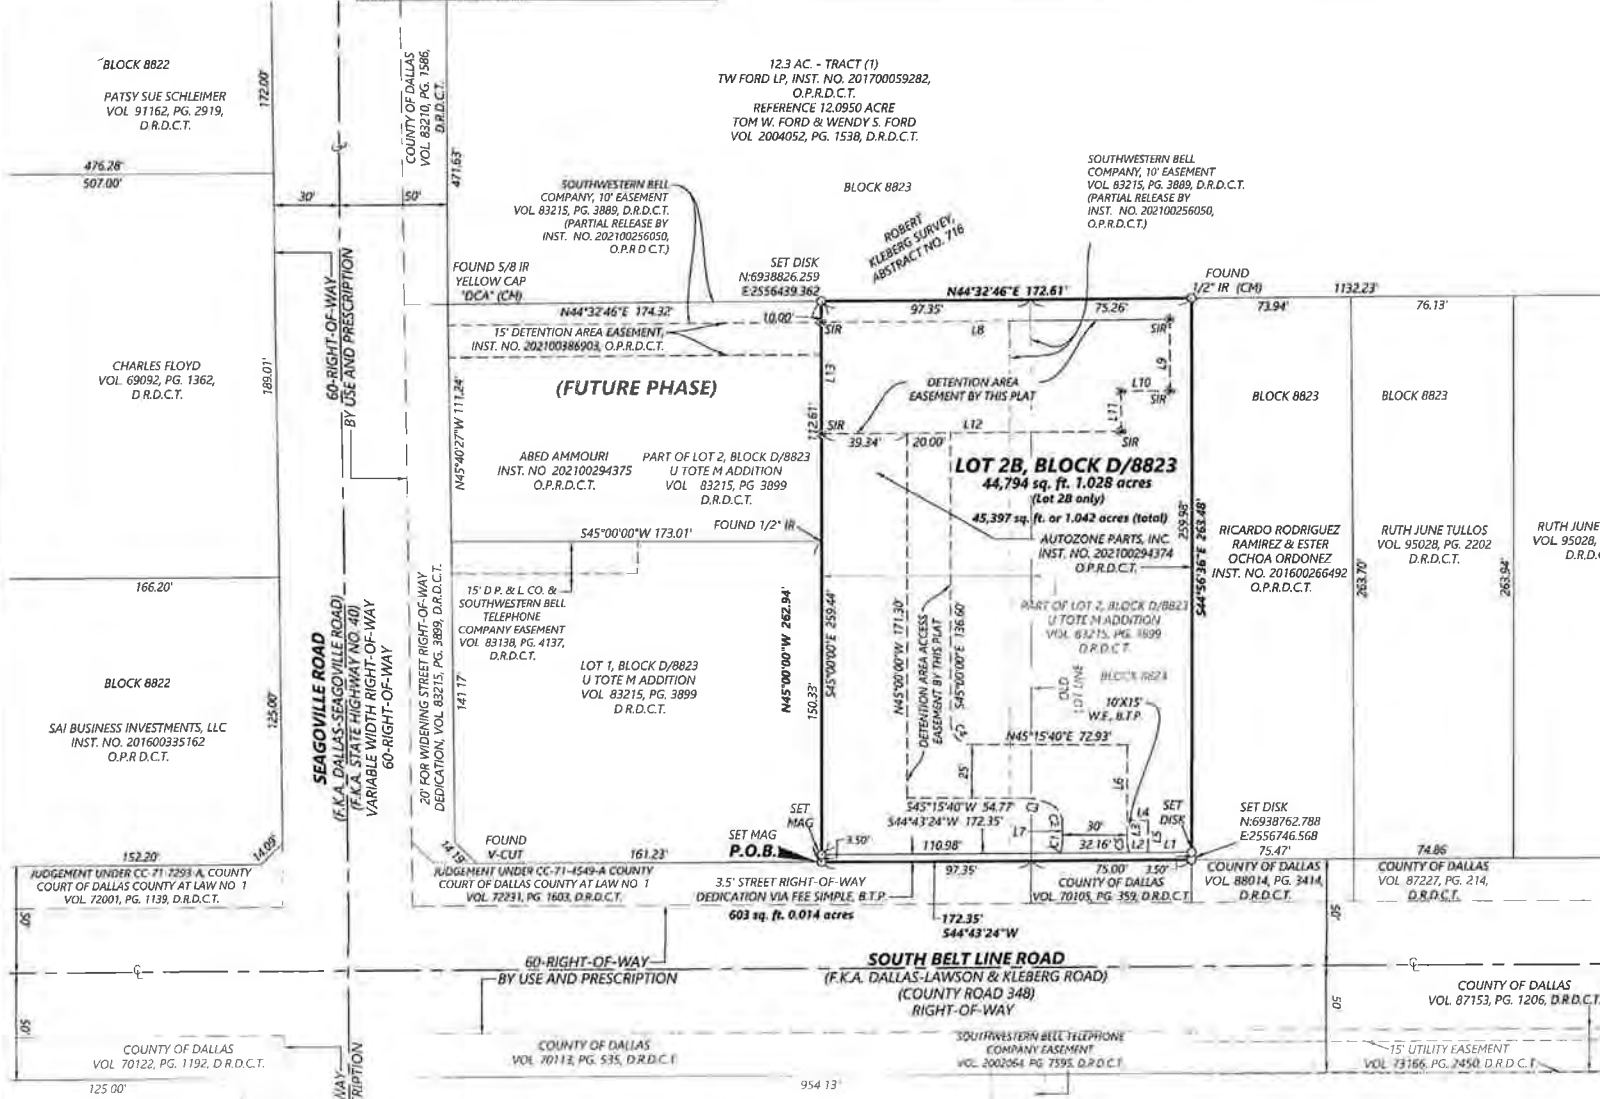 BLOCK 8822
PATSY SUE SCHLEIMER
VOL 91162, PG. 2919,
D.R.D.C.T.
172.00'
476.28'
507.00'
30'
50'
COUNTY OF DALLAS
VOL 83210, PG. 1586,
D.R.D.C.T.
471.63'
12.3 AC. - TRACT (1)
TW FORD LP, INST. NO. 201700059282,
O.P.R.D.C.T.
REFERENCE 12.0950 ACRE
TOM W. FORD & WENDY S. FORD
VOL 2004052, PG. 1538, D.R.D.C.T.
BLOCK 8823
SOUTHWESTERN BELL
COMPANY, 10' EASEMENT
VOL 83215, PG. 3889, D.R.D.C.T.
(PARTIAL RELEASE BY
INST. NO. 202100256050,
O.P.R.D.C.T.)
SOUTHWESTERN BELL
COMPANY, 10' EASEMENT
VOL 83215, PG. 3889, D.R.D.C.T.
(PARTIAL RELEASE BY
INST. NO. 202100256050,
O.P.R.D.C.T.)
ROBERT
KLEBERG SURVEY,
ABSTRACT NO. 716
FOUND 5/8 IR
YELLOW CAP
"DCA" (CM)
SET DISK
N:6938826.259
E:2556439.362
N44°32'46"E 174.32'
N44°32'46"E 172.61'
FOUND
1/2" IR (CM)
1132.23'
10.00'
97.35'
75.26'
73.94'
76.13'
15' DETENTION AREA EASEMENT,
INST. NO. 202100386903, O.P.R.D.C.T.
SIR
L8
SIR
L9
L10
SIR
L11
L13
SIR
L12
SIR
DETENTION AREA
EASEMENT BY THIS PLAT
60-RIGHT-OF-WAY
BY USE AND PRESCRIPTION
CHARLES FLOYD
VOL. 69092, PG. 1362,
D.R.D.C.T.
189.01'
N45°40'27"W 111.24'
(FUTURE PHASE)
112.61'
39.34'
20.00'
BLOCK 8823
BLOCK 8823
ABED AMMOURI
INST. NO 202100294375
O.P.R.D.C.T.
PART OF LOT 2, BLOCK D/8823
U TOTE M ADDITION
VOL 83215, PG 3899
D.R.D.C.T.
LOT 2B, BLOCK D/8823
44,794 sq. ft. 1.028 acres
(Lot 2B only)
45,397 sq. ft. or 1.042 acres (total)
AUTOZONE PARTS, INC.
INST. NO. 202100294374
O.P.R.D.C.T.
259.98'
S44°56'36"E 263.48'
RICARDO RODRIGUEZ
RAMIREZ & ESTER
OCHOA ORDONEZ
INST. NO. 201600266492
O.P.R.D.C.T.
263.70'
RUTH JUNE TULLOS
VOL 95028, PG. 2202
D.R.D.C.T.
263.94'
RUTH JUNE
VOL 95028,
D.R.D.
S45°00'00"W 173.01'
FOUND 1/2" IR
166.20'
15' D.P. & L CO. &
SOUTHWESTERN BELL
TELEPHONE
COMPANY EASEMENT
VOL 83138, PG. 4137,
D.R.D.C.T.
N45°00'00"W 262.94'
150.33'
S45°00'00"E 259.44'
N45°00'00"W 171.30'
DETENTION AREA ACCESS
EASEMENT BY THIS PLAT
S45°00'00"E 136.60'
PART OF LOT 2, BLOCK D/8823
U TOTE M ADDITION
VOL 83215, PG. 3899
D.R.D.C.T.
OLD
LOT LINE
BLOCK 8823
10'X15'
W.E., B.T.P.
LOT 1, BLOCK D/8823
U TOTE M ADDITION
VOL 83215, PG. 3899
D.R.D.C.T.
SEAGOVILLE ROAD
(F.K.A. DALLAS-SEAGOVILLE ROAD)
(F.K.A. STATE HIGHWAY NO. 40)
VARIABLE WIDTH RIGHT-OF-WAY
60-RIGHT-OF-WAY
20' FOR WIDENING STREET RIGHT-OF-WAY
DEDICATION, VOL 83215, PG. 3899, D.R.D.C.T.
141.17'
BLOCK 8822
SAI BUSINESS INVESTMENTS, LLC
INST. NO. 201600335162
O.P.R.D.C.T.
125.00'
N45°15'40"E 72.93'
25'
L6
S45°15'40"W 54.77'
C3
S44°43'24"W 172.35'
L7
C2
30'
L3
L4
L5
110.98'
32.16'
L2
L1
SET
DISK
SET DISK
N:6938762.788
E:2556746.568
75.47'
SET
MAG
SET MAG
P.O.B.
3.50'
97.35'
75.00'
3.50'
74.86
FOUND
V-CUT
14.19'
161.23'
152.20'
14.09'
JUDGEMENT UNDER CC-71-7293-A, COUNTY
COURT OF DALLAS COUNTY AT LAW NO 1
VOL 72001, PG. 1139, D.R.D.C.T.
JUDGEMENT UNDER CC-71-4549-A COUNTY
COURT OF DALLAS COUNTY AT LAW NO. 1
VOL 72231, PG. 1603, D.R.D.C.T.
3.5' STREET RIGHT-OF-WAY
DEDICATION VIA FEE SIMPLE, B.T.P.
603 sq. ft. 0.014 acres
COUNTY OF DALLAS
VOL 70105, PG. 359, D.R.D.C.T.
COUNTY OF DALLAS
VOL 88014, PG. 3414,
D.R.D.C.T.
COUNTY OF DALLAS
VOL 87227, PG. 214,
D.R.D.C.T.
172.35'
S44°43'24"W
50'
50'
60-RIGHT-OF-WAY
BY USE AND PRESCRIPTION
SOUTH BELT LINE ROAD
(F.K.A. DALLAS-LAWSON & KLEBERG ROAD)
(COUNTY ROAD 348)
RIGHT-OF-WAY
COUNTY OF DALLAS
VOL. 87153, PG. 1206, D.R.D.C.T.
50'
50
COUNTY OF DALLAS
VOL 70122, PG. 1192, D.R.D.C.T.
125.00'
COUNTY OF DALLAS
VOL 70113, PG. 535, D.R.D.C.T
SOUTHWESTERN BELL TELEPHONE
COMPANY EASEMENT
VOL. 2002064 PG. 7595, D.R.D.C.T
15' UTILITY EASEMENT
VOL 73166, PG. 2450, D.R.D.C.T.
954.13'